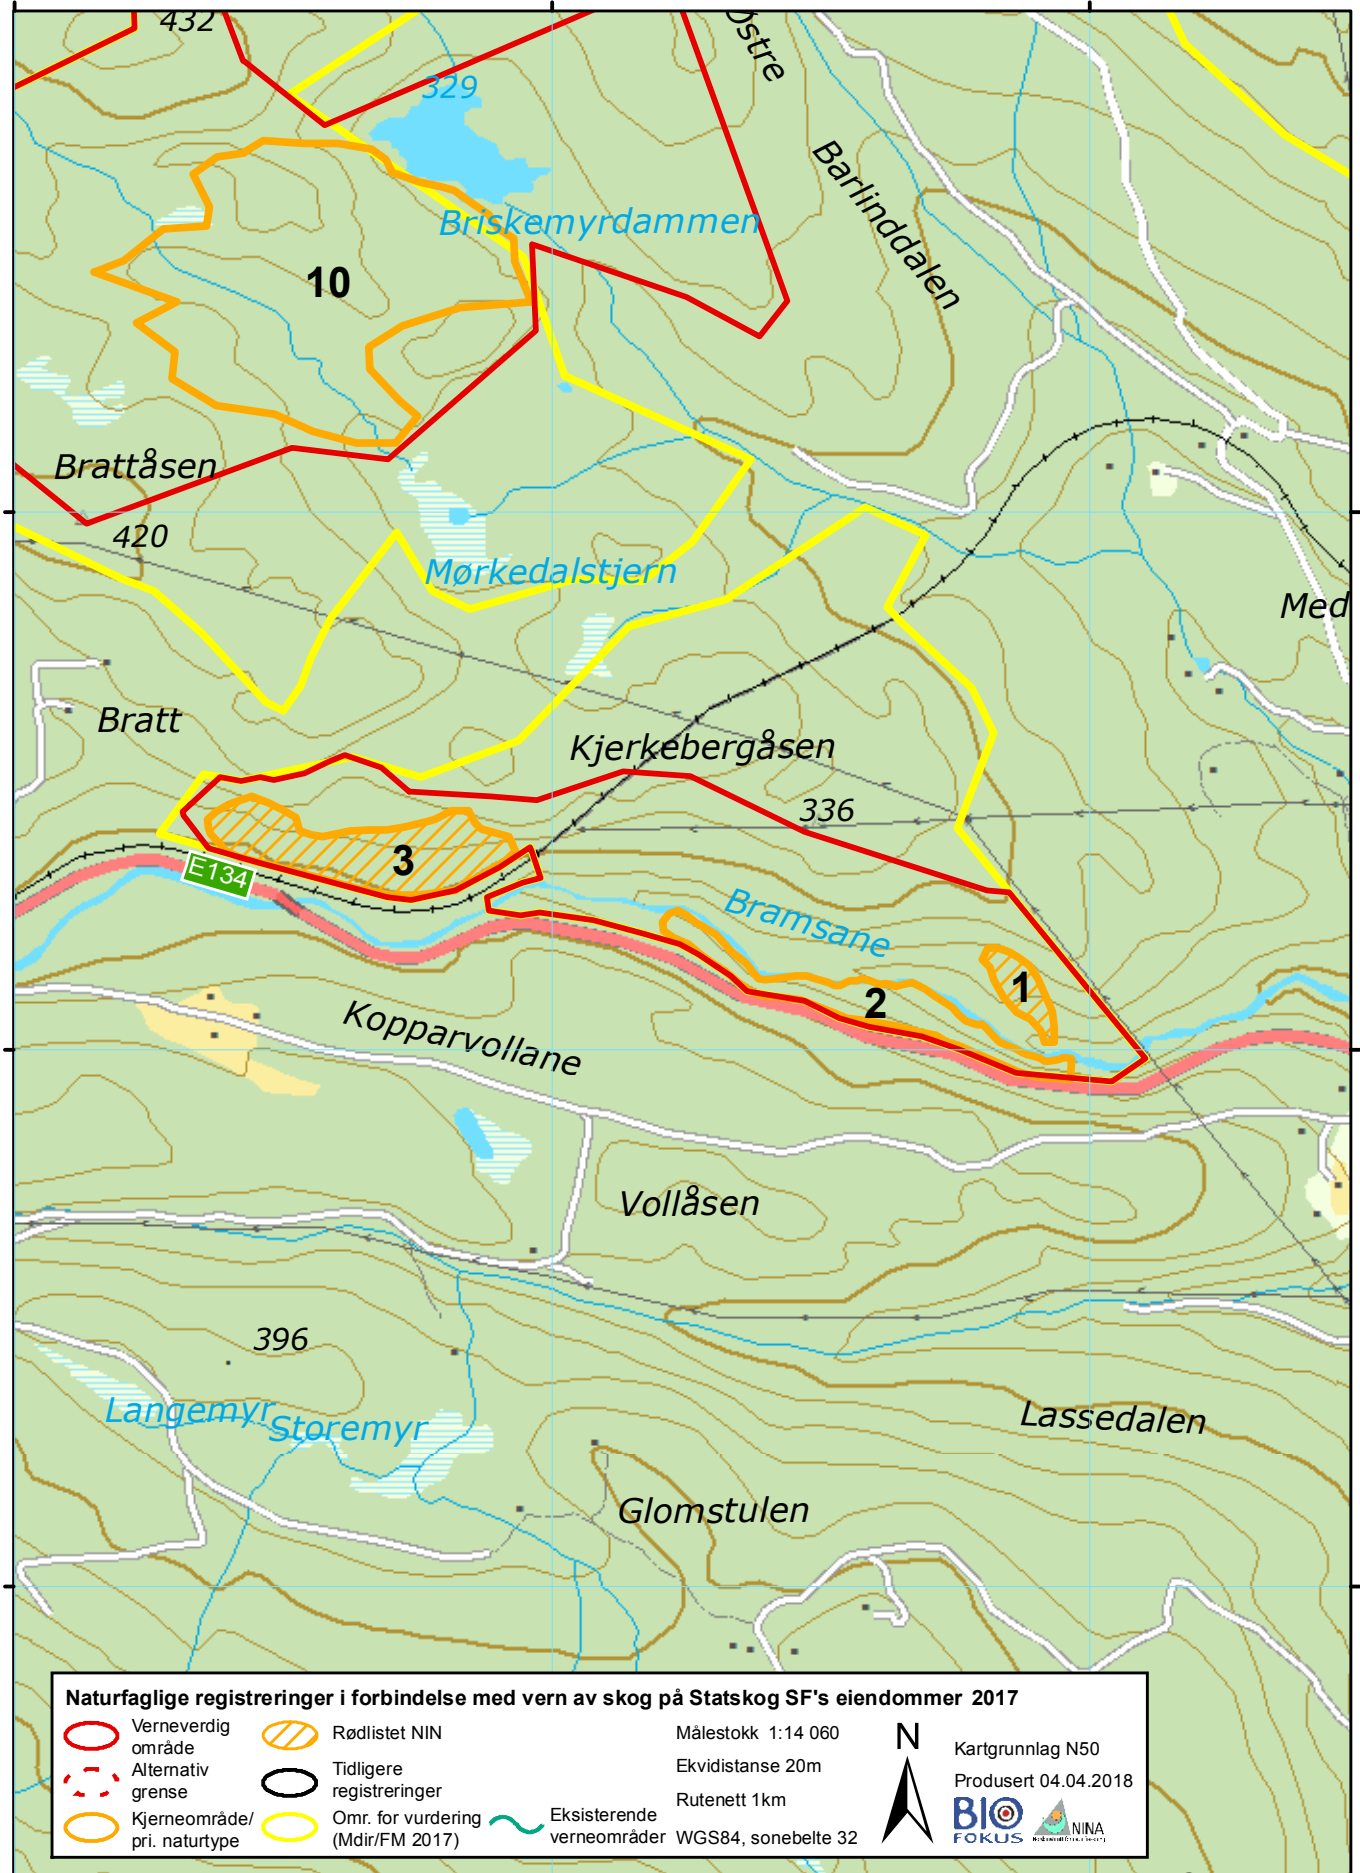 432
Østre
329
Barlinddalen
Briskemyrdammen
10
Brattåsen
420
Mørkedalstjern
Med
Bratt
Kjerkebergåsen
336
3
E134
Bramsane
1
2
Kopparvollane
Vollåsen
396
Langemyr
Storemyr
Lassedalen
Glomstulen
Naturfaglige registreringer i forbindelse med vern av skog på Statskog SF's eiendommer 2017
Verneverdig
område
Alternativ
grense
Kjerneområde/
pri. naturtype
Rødlistet NIN
Tidligere
registreringer
Omr. for vurdering
(Mdir/FM 2017)
Eksisterende
verneområder
Målestokk 1:14 060
Ekvidistanse 20m
Rutenett 1km
WGS84, sonebelte 32
N
Kartgrunnlag N50
Produsert 04.04.2018
BIO
FOKUS
NINA